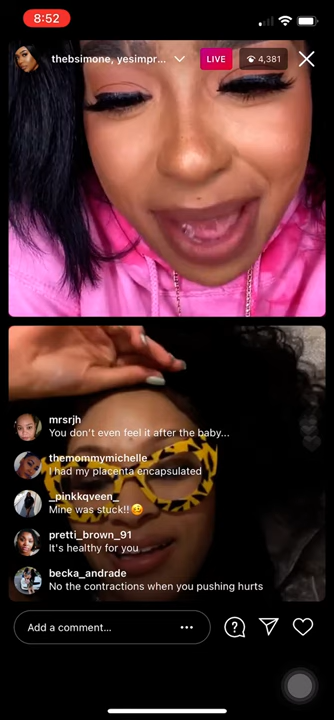 8:52
thebsimone, yesimpr...
LIVE
4,381
mrsrjh
You don't even feel it after the baby...
themommymichelle
I had my placenta encapsulated
_pinkkqveen_
Mine was stuck!! 🥴
pretti_brown_91
It's healthy for you
becka_andrade
No the contractions when you pushing hurts
Add a comment...